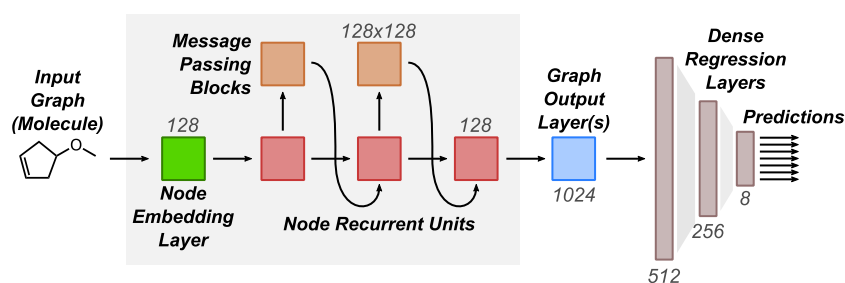 Input
Graph
(Molecule)
O
128
Node
Embedding
Layer
Message
Passing
Blocks
128x128
128
Node Recurrent Units
Graph
Output
Layer(s)
1024
Dense
Regression
Layers
Predictions
512
256
8